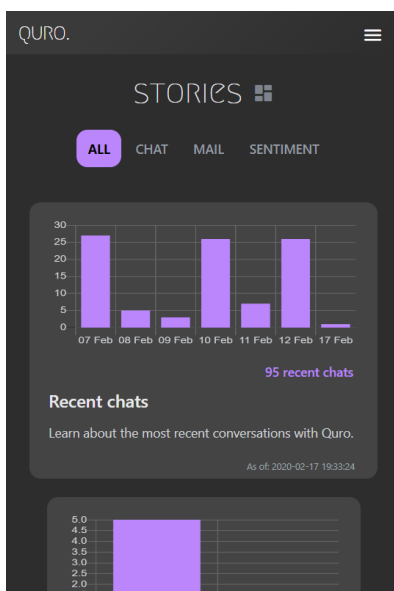 QURO.
STORIES
ALL CHAT MAIL SENTIMENT
30
25
20
15
10
5
0
07 Feb 08 Feb 09 Feb 10 Feb 11 Feb 12 Feb 17 Feb
95 recent chats
Recent chats
Learn about the most recent conversations with Quro.
As of: 2020-02-17 19:33:24
5.0
4.5
4.0
3.5
3.0
2.5
2.0